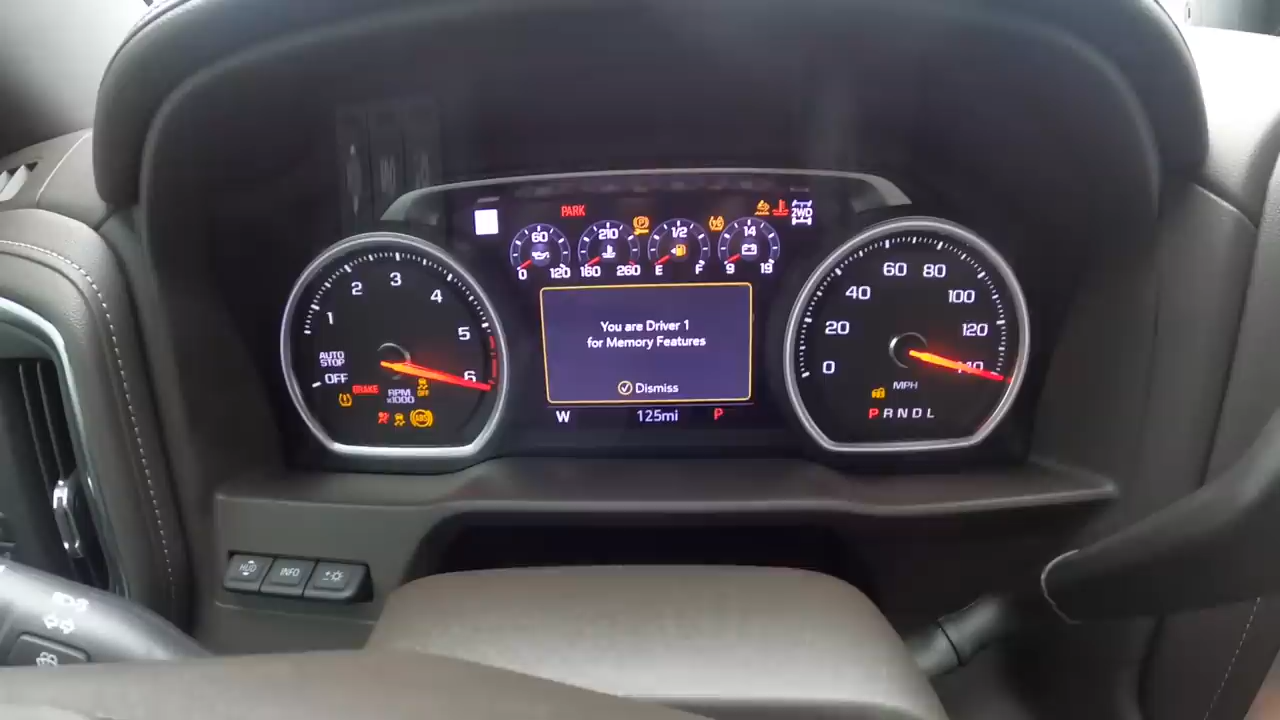 PARK
2WD
60
0 120
210
160 260
1/2
E F
14
9 19
1 2 3 4 5 6
AUTO
STOP
OFF
BRAKE
RPM
x1000
OFF
ABS
You are Driver 1
for Memory Features
Dismiss
W 125mi P
0 20 40 60 80 100 120 140
MPH
P R N D L
HUD
INFO